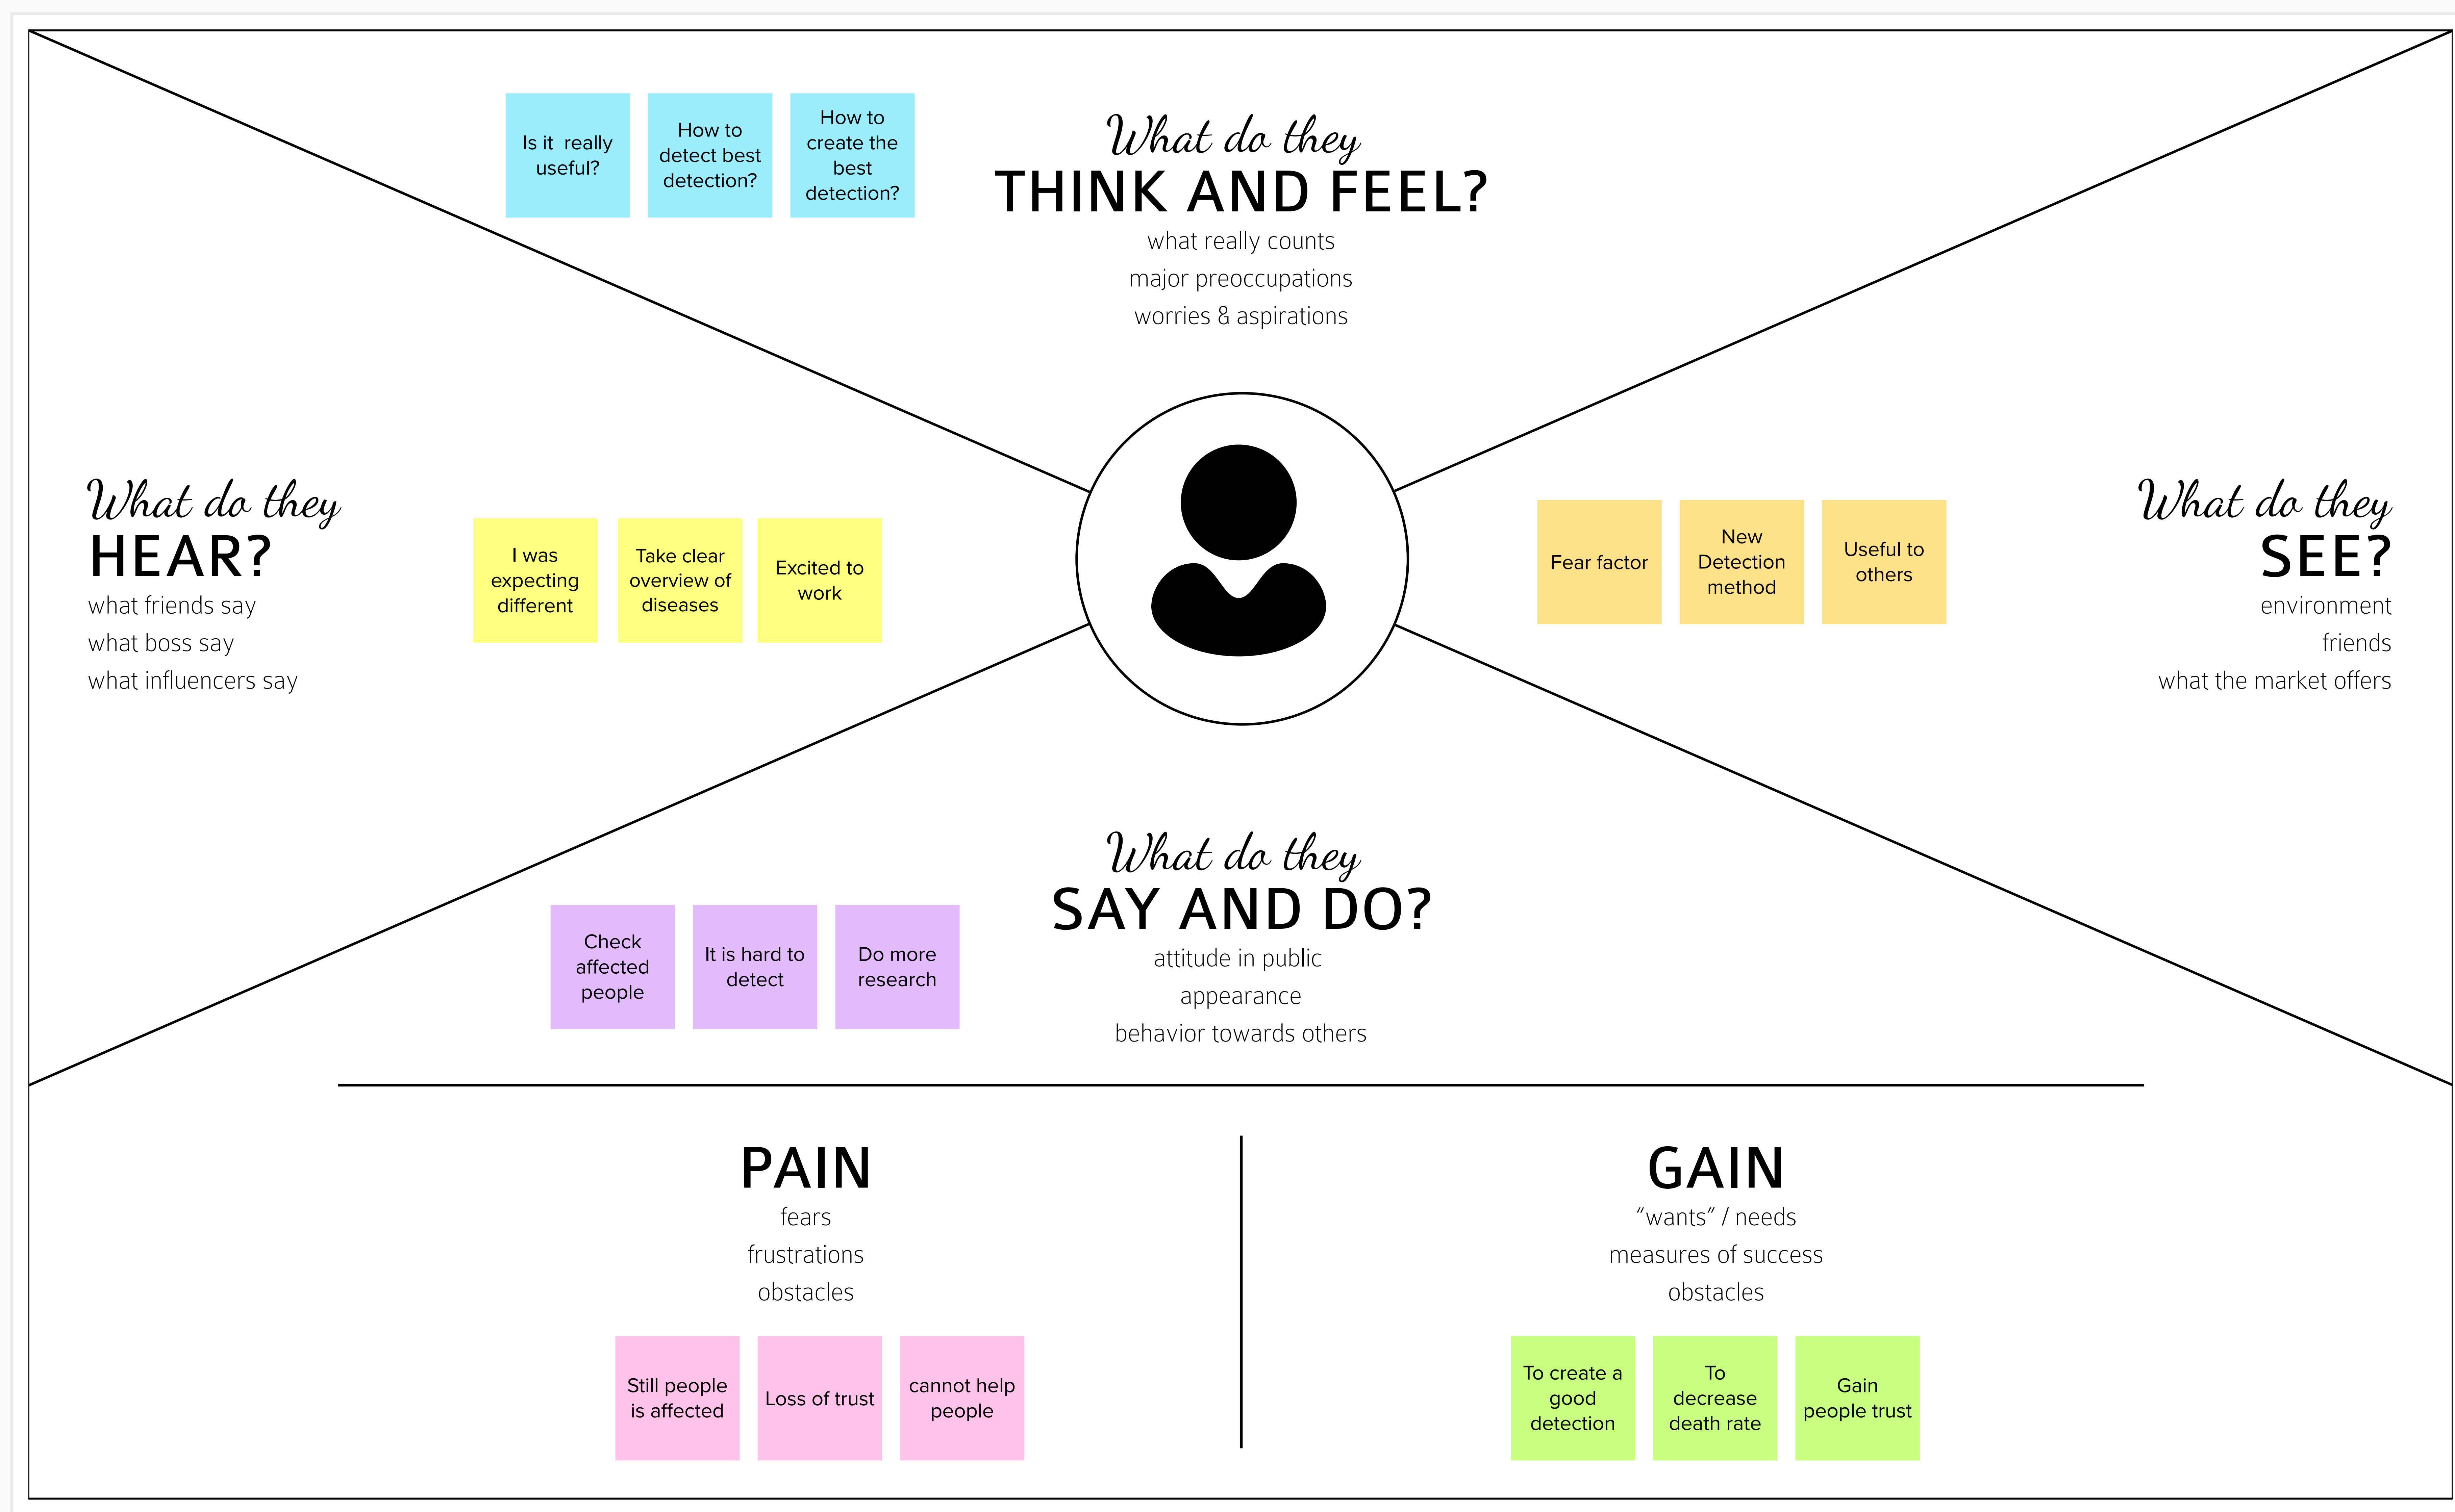 Is it  really
useful?
How to
detect best
detection?
How to
create the
best
detection?
What do they
THINK AND FEEL?
what really counts
major preoccupations
worries & aspirations
What do they
HEAR?
what friends say
what boss say
what influencers say
I was
expecting
different
Take clear
overview of
diseases
Excited to
work
Fear factor
New
Detection
method
Useful to
others
What do they
SEE?
environment
friends
what the market offers
What do they
SAY AND DO?
attitude in public
appearance
behavior towards others
Check
affected
people
It is hard to
detect
Do more
research
PAIN
fears
frustrations
obstacles
Still people
is affected
Loss of trust
cannot help
people
GAIN
“wants” / needs
measures of success
obstacles
To create a
good
detection
To
decrease
death rate
Gain
people trust